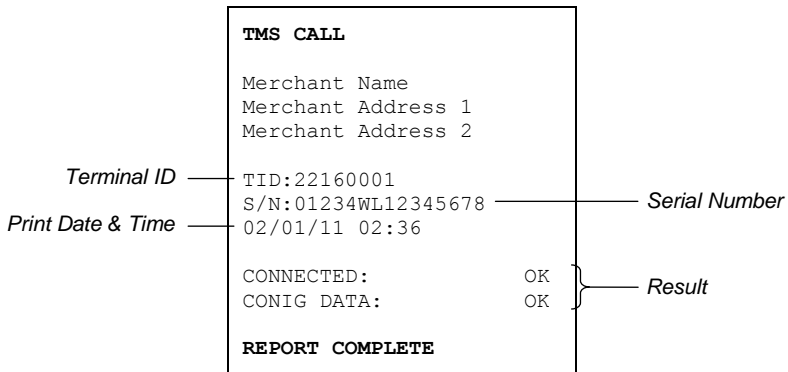 TMS CALL
Merchant Name
Merchant Address 1
Merchant Address 2
Terminal ID
TID:22160001
S/N:01234WL12345678
Serial Number
Print Date & Time
02/01/11 02:36
CONNECTED: OK
CONIG DATA: OK
Result
REPORT COMPLETE